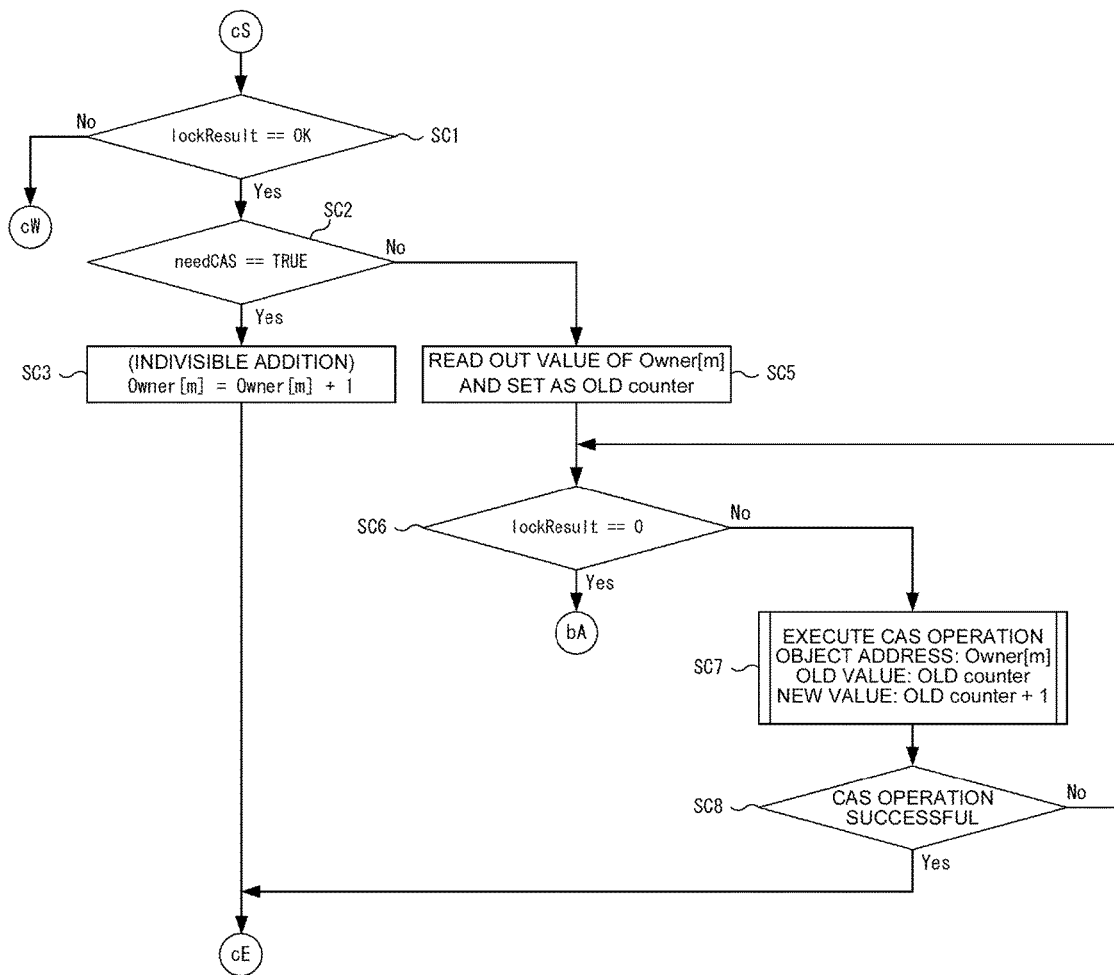 cS
No
lockResult == OK
SC1
Yes
cW
SC2
needCAS == TRUE
No
Yes
SC3
(INDIVISIBLE ADDITION)
Owner[m] = Owner[m] + 1
READ OUT VALUE OF Owner[m]
AND SET AS OLD counter
SC5
SC6
lockResult == 0
No
Yes
bA
SC7
EXECUTE CAS OPERATION
OBJECT ADDRESS: Owner[m]
OLD VALUE: OLD counter
NEW VALUE: OLD counter + 1
SC8
CAS OPERATION
SUCCESSFUL
No
Yes
cE